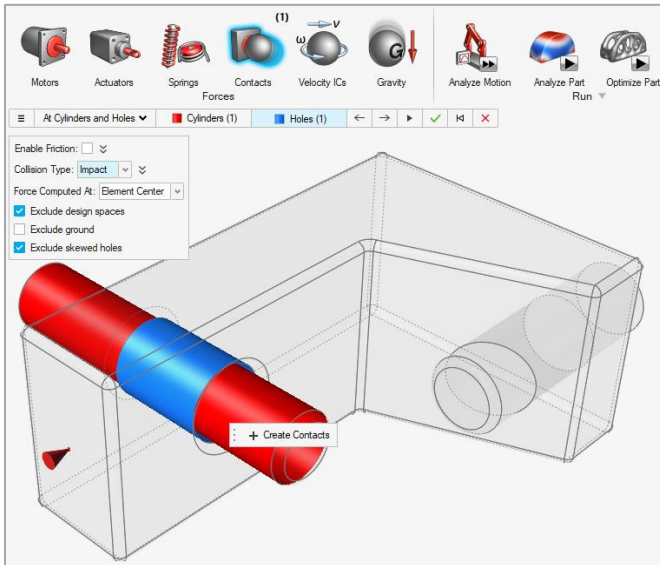 (1)
V
ω
G
Motors Actuators Springs Contacts Velocity ICs Gravity Analyze Motion Analyze Part Optimize Part
Forces Run
At Cylinders and Holes Cylinders (1) Holes (1)
Enable Friction:
Collision Type: Impact
Force Computed At: Element Center
Exclude design spaces
Exclude ground
Exclude skewed holes
+ Create Contacts